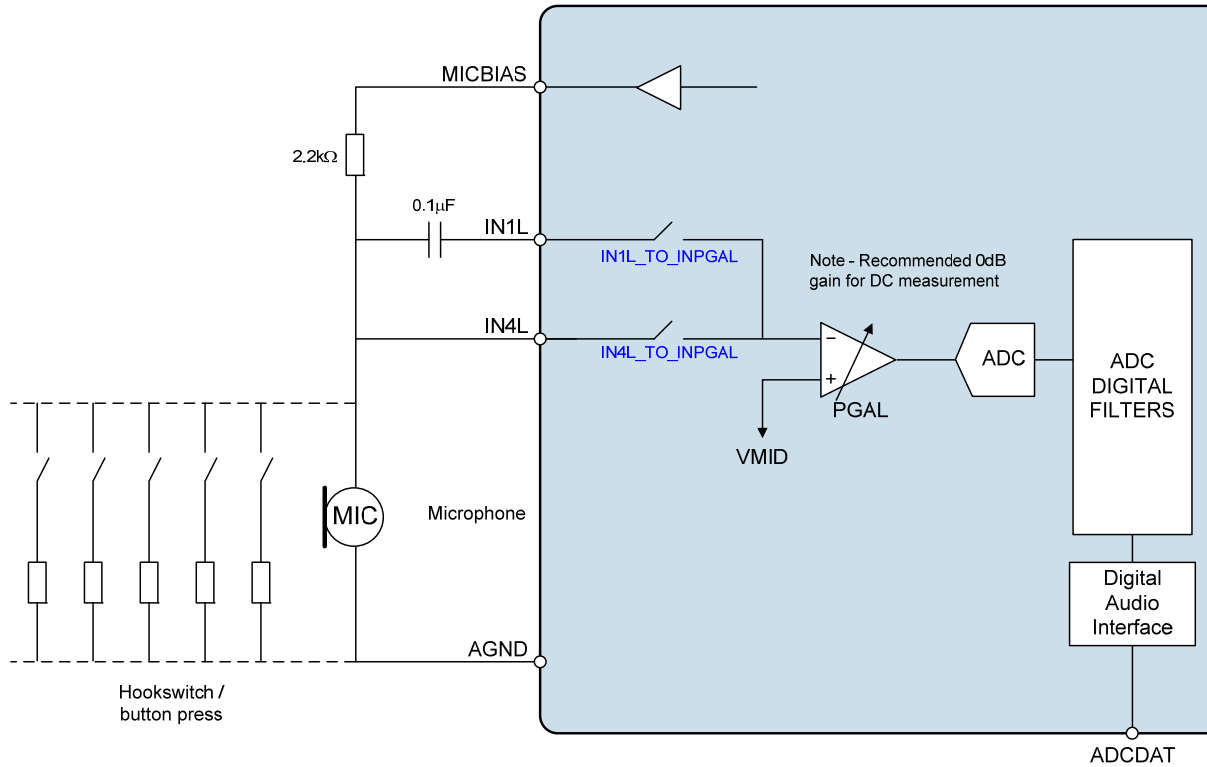 MICBIAS
2.2kΩ
0.1μF
IN1L
IN1L_TO_INPGAL
Note - Recommended 0dB
gain for DC measurement
IN4L
IN4L_TO_INPGAL
−
+
PGAL
VMID
ADC
ADC
DIGITAL
FILTERS
MIC
Microphone
Digital
Audio
Interface
AGND
Hookswitch /
button press
ADCDAT